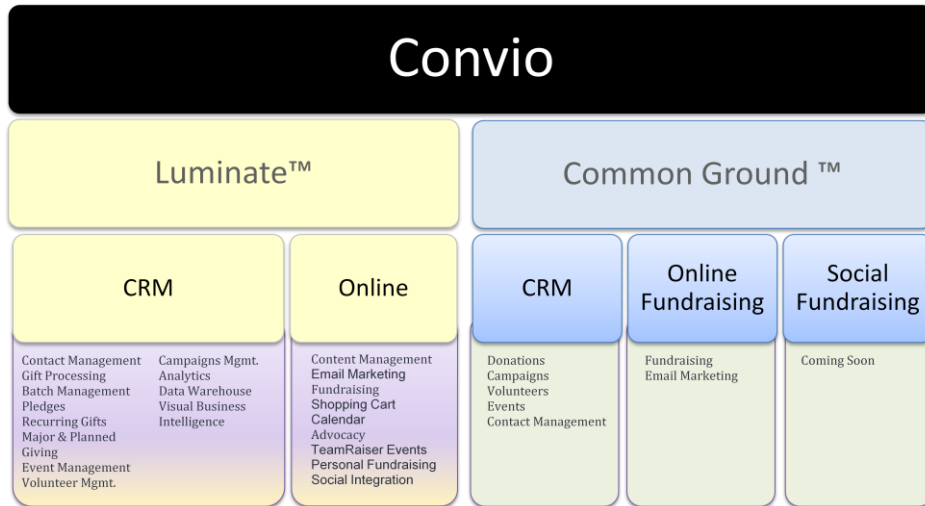 Convio
Luminate™
Common Ground ™
CRM
Online
CRM
Online
Fundraising
Social
Fundraising
Contact Management
Gift Processing
Batch Management
Pledges
Recurring Gifts
Major & Planned
Giving
Event Management
Volunteer Mgmt.
Campaigns Mgmt.
Analytics
Data Warehouse
Visual Business
Intelligence
Content Management
Email Marketing
Fundraising
Shopping Cart
Calendar
Advocacy
TeamRaiser Events
Personal Fundraising
Social Integration
Donations
Campaigns
Volunteers
Events
Contact Management
Fundraising
Email Marketing
Coming Soon